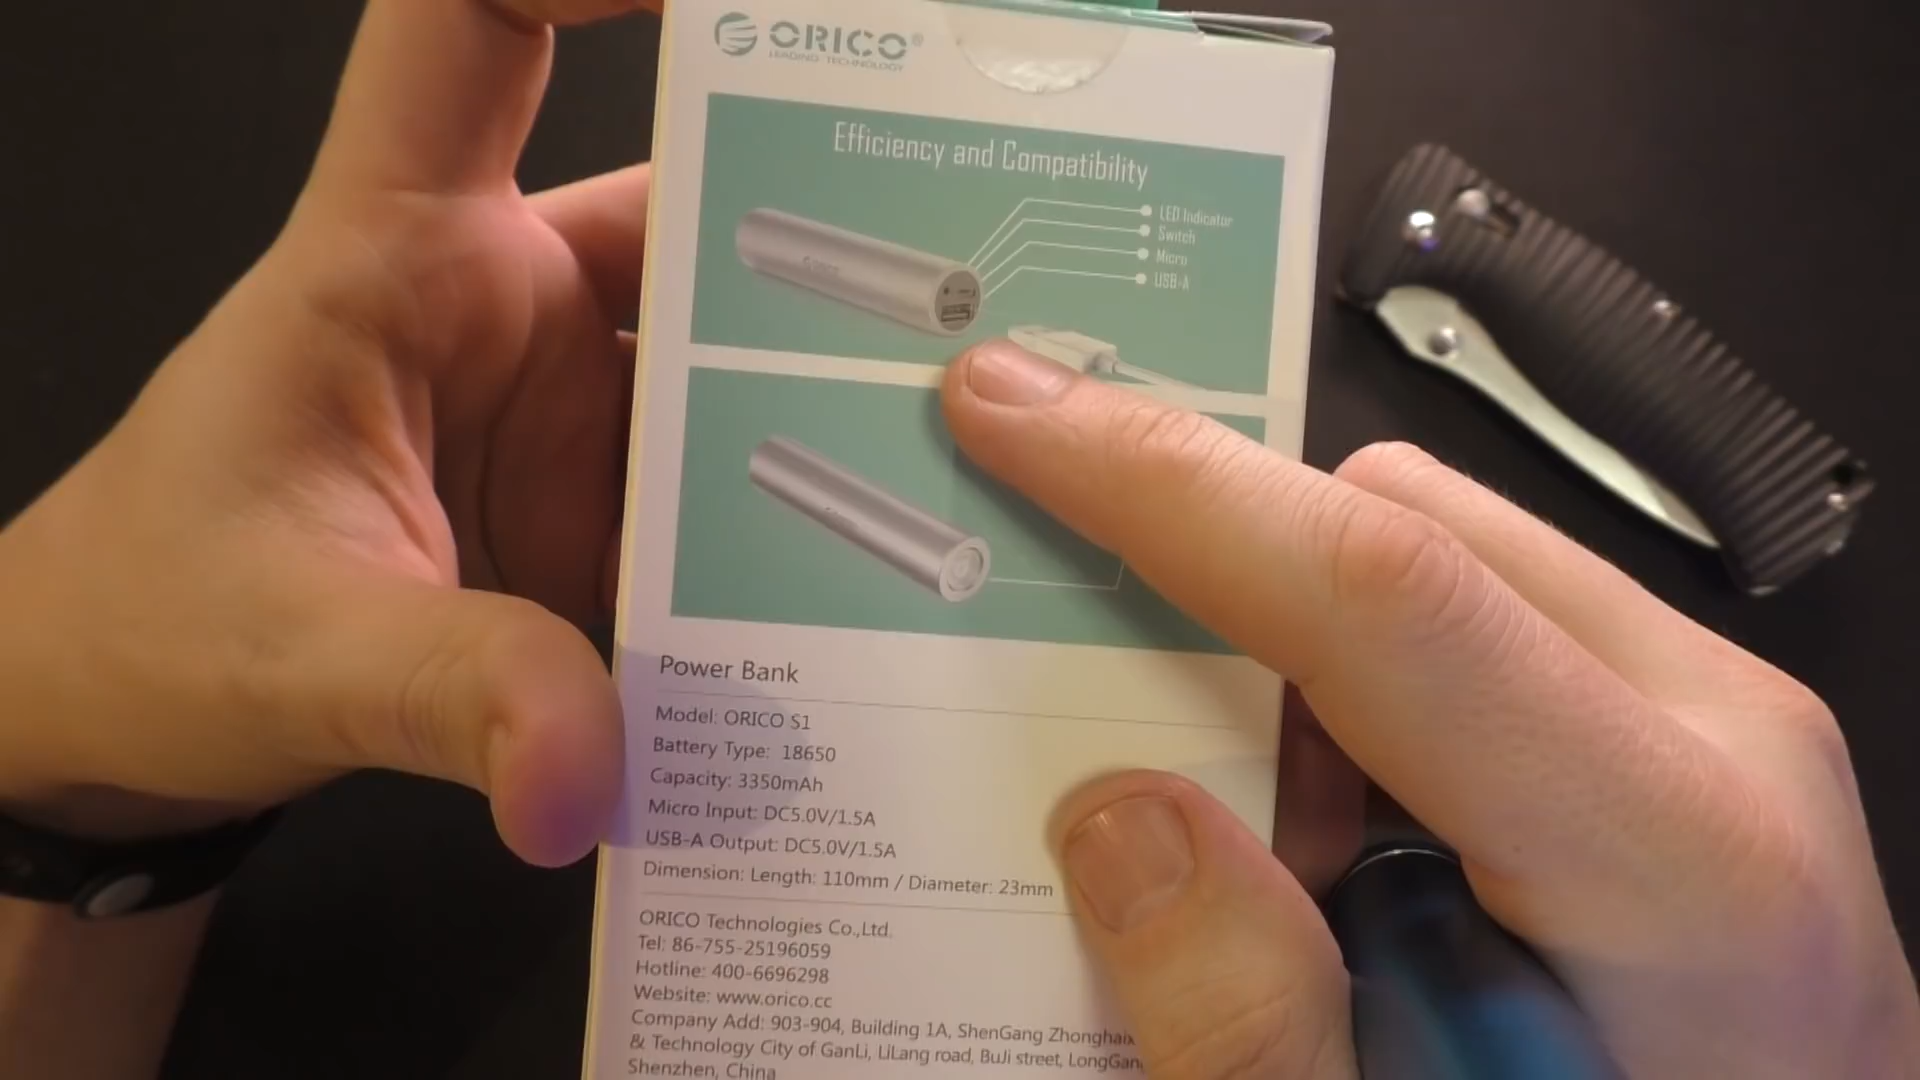 ORICO®
LEADING TECHNOLOGY
Efficiency and Compatibility
LED Indicator
Switch
Micro
USB-A
ORICO
Power Bank
Model: ORICO S1
Battery Type: 18650
Capacity: 3350mAh
Micro Input: DC5.0V/1.5A
USB-A Output: DC5.0V/1.5A
Dimension: Length: 110mm / Diameter: 23mm
ORICO Technologies Co.,Ltd.
Tel: 86-755-25196059
Hotline: 400-6696298
Website: www.orico.cc
Company Add: 903-904, Building 1A, ShenGang Zhonghaix
& Technology City of GanLi, LiLang road, BuJi street, LongGan
Shenzhen, China